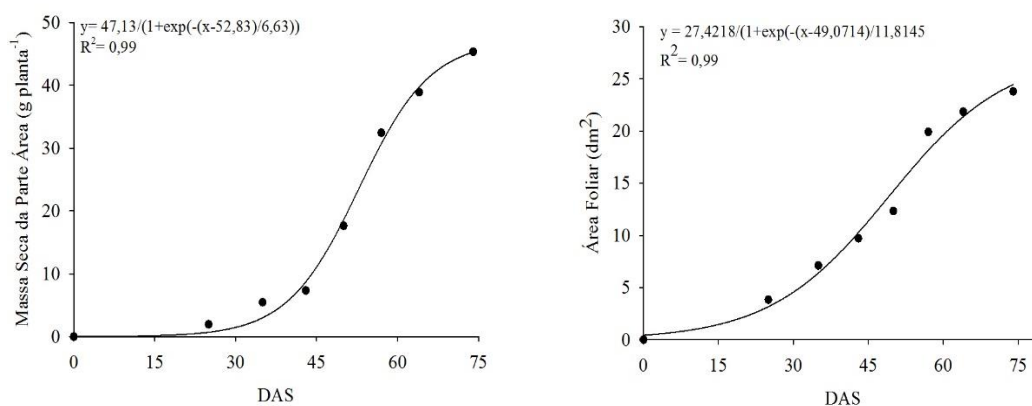 y= 47,13/(1+exp(-(x-52,83)/6,63))
R²= 0,99
Massa Seca da Parte Área (g planta⁻¹)
50
40
30
20
10
0
0 15 30 45 60 75
DAS
y = 27,4218/(1+exp(-(x-49,0714)/11,8145)
R² = 0,99
Área Foliar (dm²)
30
25
20
15
10
5
0
0 15 30 45 60 75
DAS